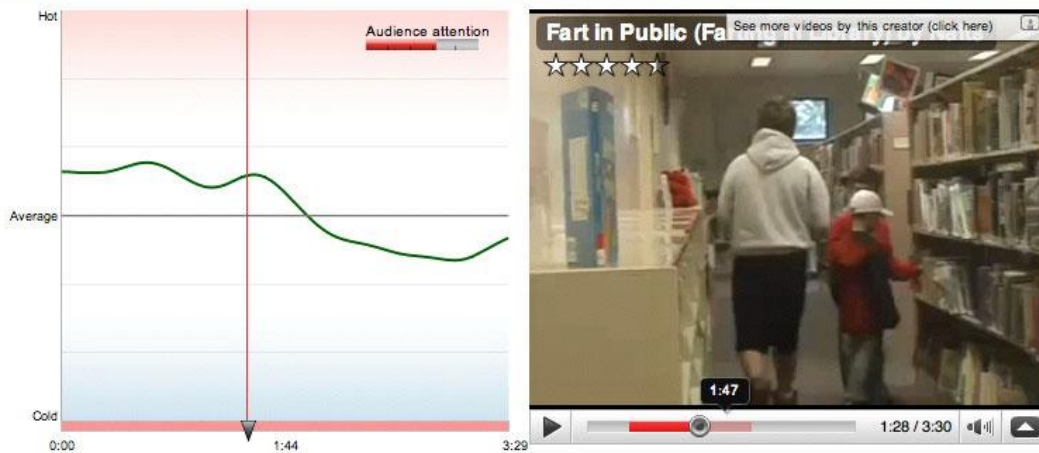 Hot
Audience attention
Average
Cold
0:00
1:44
3:29
Fart in Public (Fa
See more videos by this creator (click here)
1:47
1:28 / 3:30